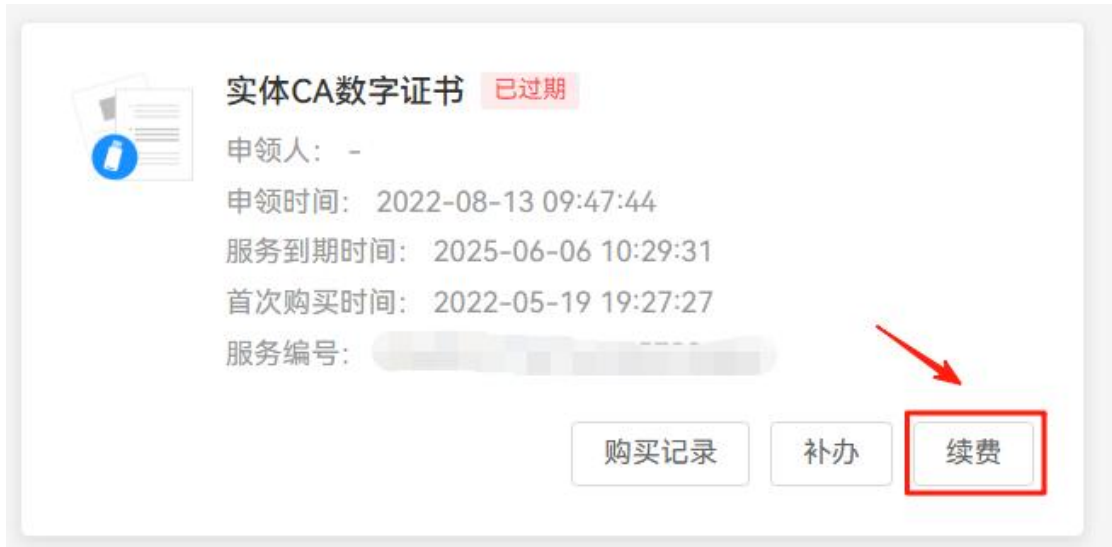 实体CA数字证书 已过期
申领人： -
申领时间： 2022-08-13 09:47:44
服务到期时间： 2025-06-06 10:29:31
首次购买时间： 2022-05-19 19:27:27
服务编号：
购买记录 补办 续费